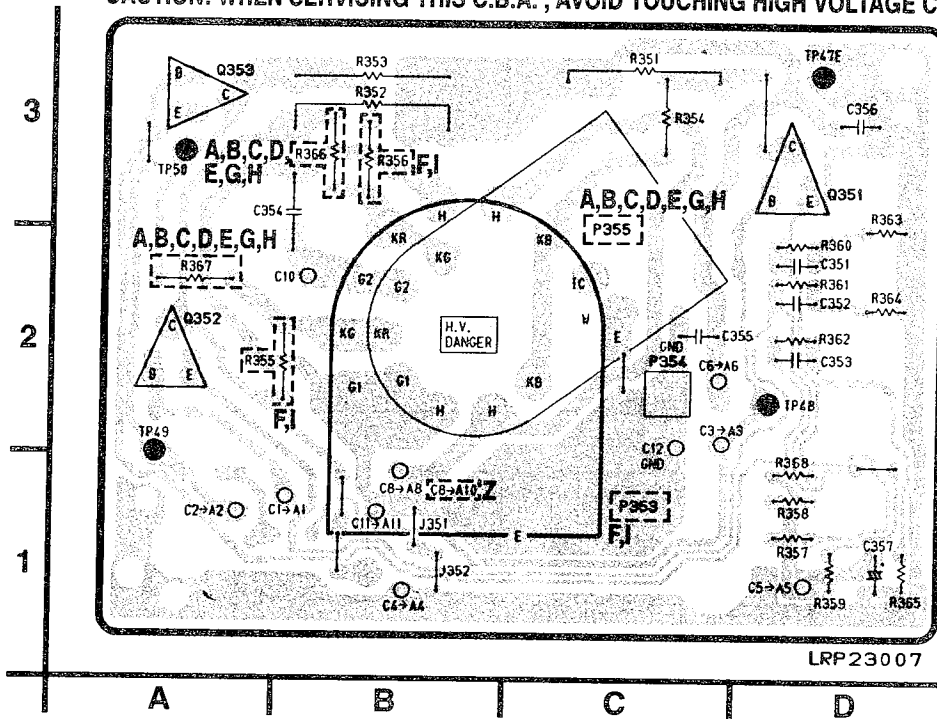 CAUTION: WHEN SERVICING THIS C.B.A., AVOID TOUCHING HIGH VOLTAGE C
3
2
1
A
B
C
D
B
Q353
C
E
R353
R352
R351
R354
TP47E
C356
TP50
A,B,C,D,
E,G,H
R366
R356
F,I
C354
A,B,C,D,E,G,H
P355
C
B E
Q351
R363
A,B,C,D,E,G,H
R367
C10
H
H
KR
KG
KB
G2
G2
IC
W
R360
C351
R361
C352
R364
Q352
C
B E
R355
F,I
KG
KR
H.V.
DANGER
E
GND
C355
P354
C6→A6
R362
C353
G1
G1
KB
H
H
TP48
TP49
C12
GND
C3→A3
C2→A2
C1→A1
C8→A8
C8→A10
Z
C11→A11
J351
P353
F,I
R368
R358
R357
E
J352
C4→A4
C5→A5
R359
C357
R365
LRP23007